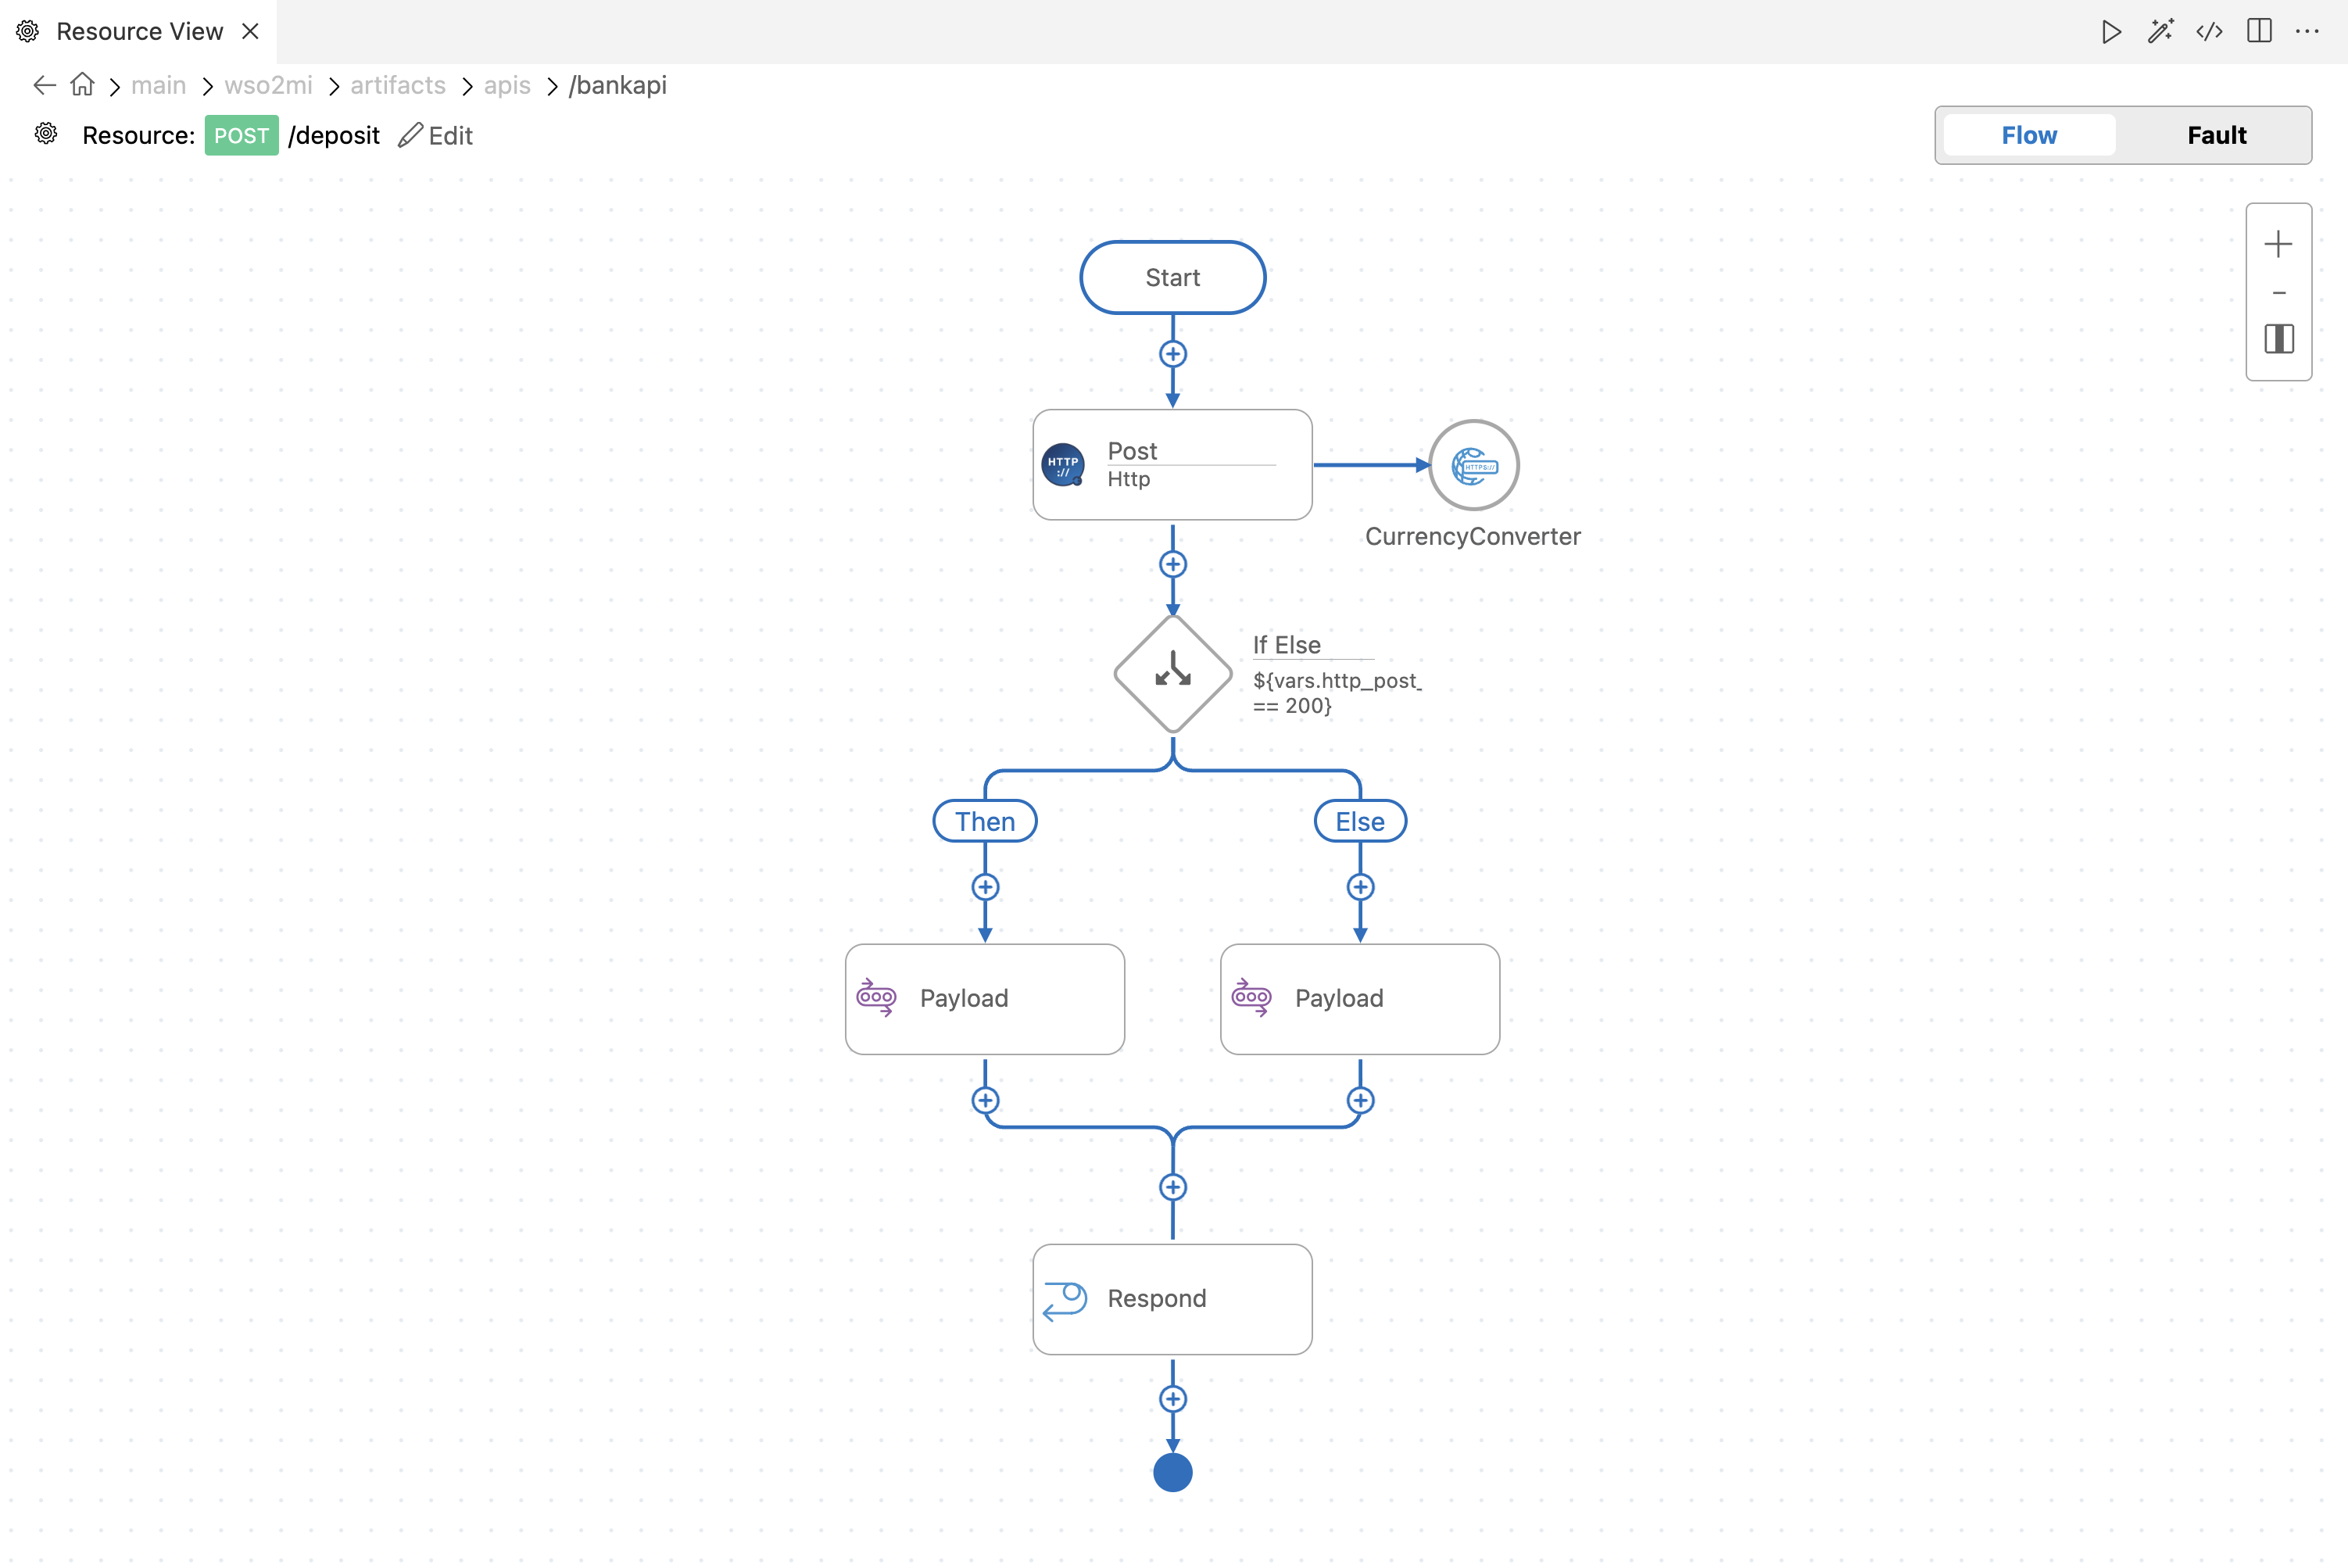 Resource View
main > wso2mi > artifacts > apis > /bankapi
Resource: POST /deposit Edit
Flow Fault
Start
HTTP
://
Post
Http
HTTPS://
CurrencyConverter
If Else
${vars.http_post_
== 200}
Then Else
Payload Payload
Respond